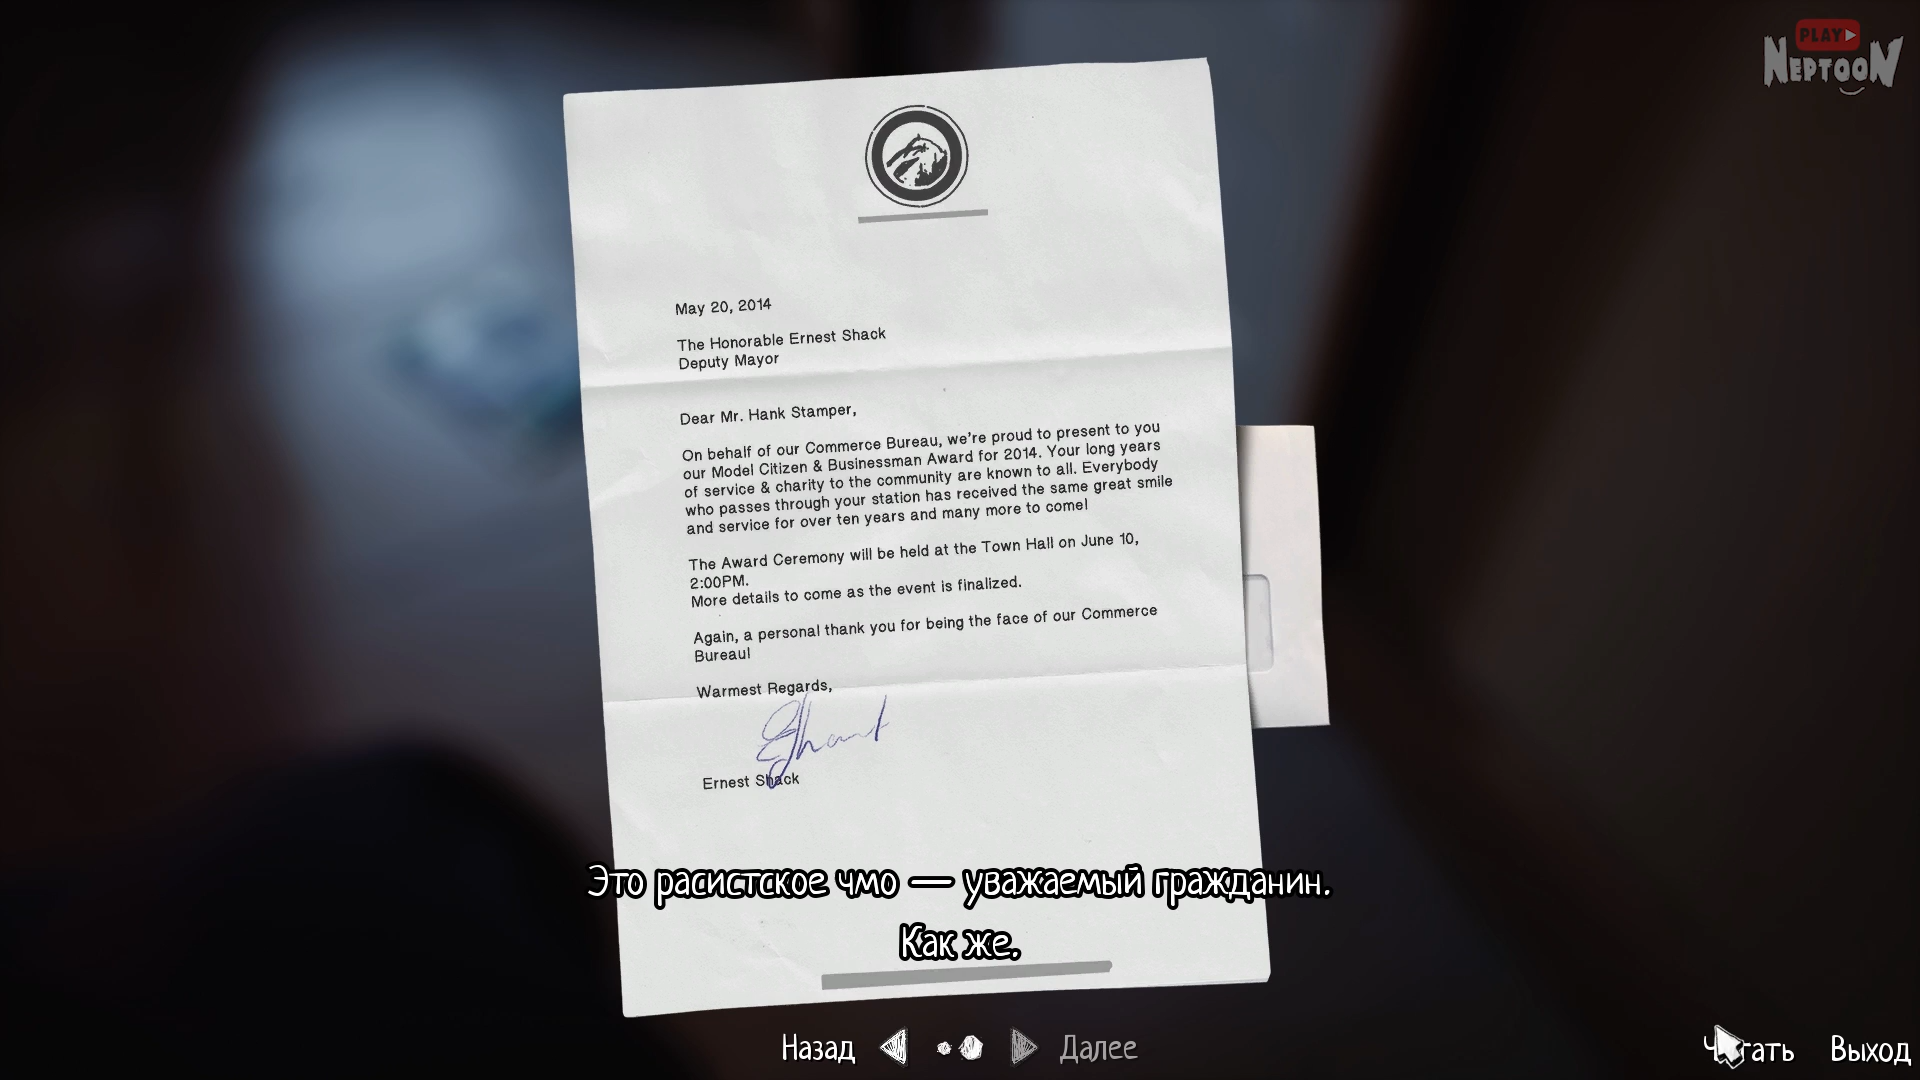 PLAY
NEPTOON
May 20, 2014
The Honorable Ernest Shack
Deputy Mayor
Dear Mr. Hank Stamper,
On behalf of our Commerce Bureau, we're proud to present to you
our Model Citizen & Businessman Award for 2014. Your long years
of service & charity to the community are known to all. Everybody
who passes through your station has received the same great smile
and service for over ten years and many more to come!
The Award Ceremony will be held at the Town Hall on June 10,
2:00PM.
More details to come as the event is finalized.
Again, a personal thank you for being the face of our Commerce
Bureau!
Warmest Regards,
Ernest Shack
Это расистское чмо — уважаемый гражданин.
Как же.
Назад
Далее
Читать
Выход